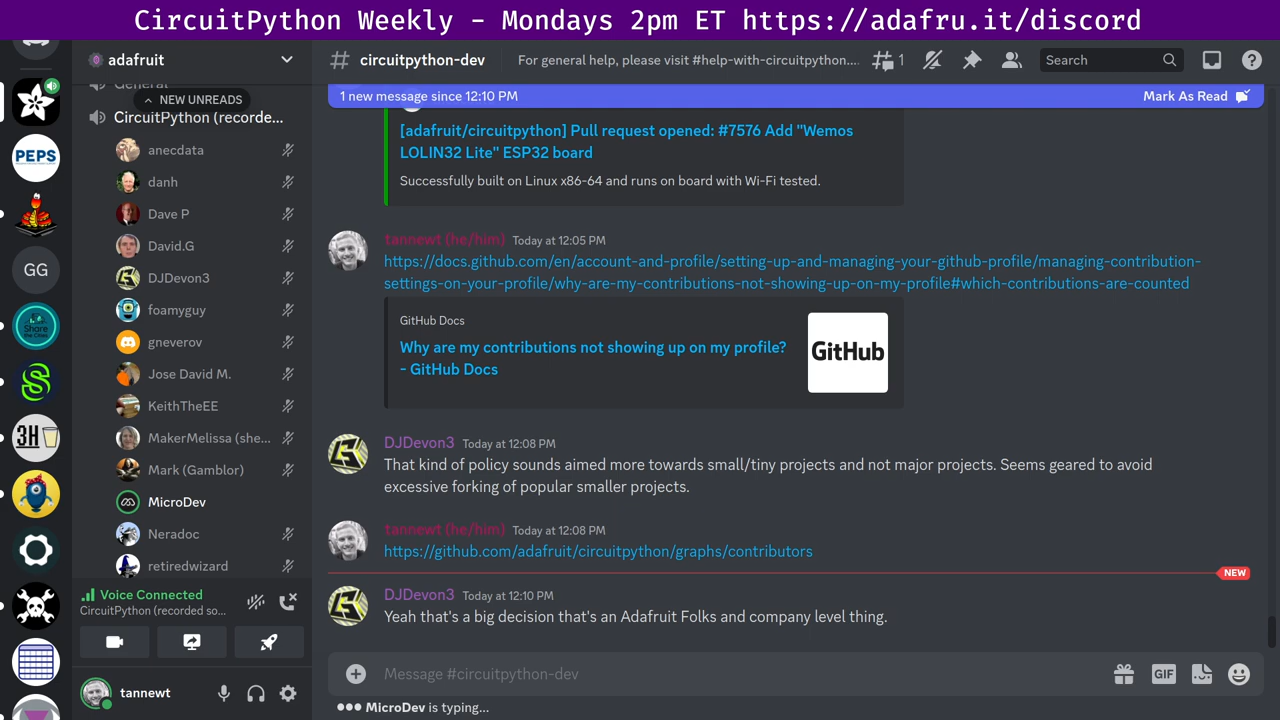 CircuitPython Weekly - Mondays 2pm ET https://adafru.it/discord
adafruit
General
NEW UNREADS
CircuitPython (recorde...
anecdata
danh
Dave P
David.G
DJDevon3
foamyguy
gneverov
Jose David M.
KeithTheEE
MakerMelissa (she...
Mark (Gamblor)
MicroDev
Neradoc
retiredwizard
Voice Connected
CircuitPython (recorded so...
tannewt
PEPS
GG
Share the Cities
3H
circuitpython-dev
For general help, please visit #help-with-circuitpython....
1
Search
1 new message since 12:10 PM
Mark As Read
[adafruit/circuitpython] Pull request opened: #7576 Add "Wemos
LOLIN32 Lite" ESP32 board
Successfully built on Linux x86-64 and runs on board with Wi-Fi tested.
tannewt (he/him) Today at 12:05 PM
https://docs.github.com/en/account-and-profile/setting-up-and-managing-your-github-profile/managing-contribution-
settings-on-your-profile/why-are-my-contributions-not-showing-up-on-my-profile#which-contributions-are-counted
GitHub Docs
Why are my contributions not showing up on my profile?
- GitHub Docs
GitHub
DJDevon3 Today at 12:08 PM
That kind of policy sounds aimed more towards small/tiny projects and not major projects. Seems geared to avoid
excessive forking of popular smaller projects.
tannewt (he/him) Today at 12:08 PM
https://github.com/adafruit/circuitpython/graphs/contributors
NEW
DJDevon3 Today at 12:10 PM
Yeah that's a big decision that's an Adafruit Folks and company level thing.
Message #circuitpython-dev
GIF
MicroDev is typing...